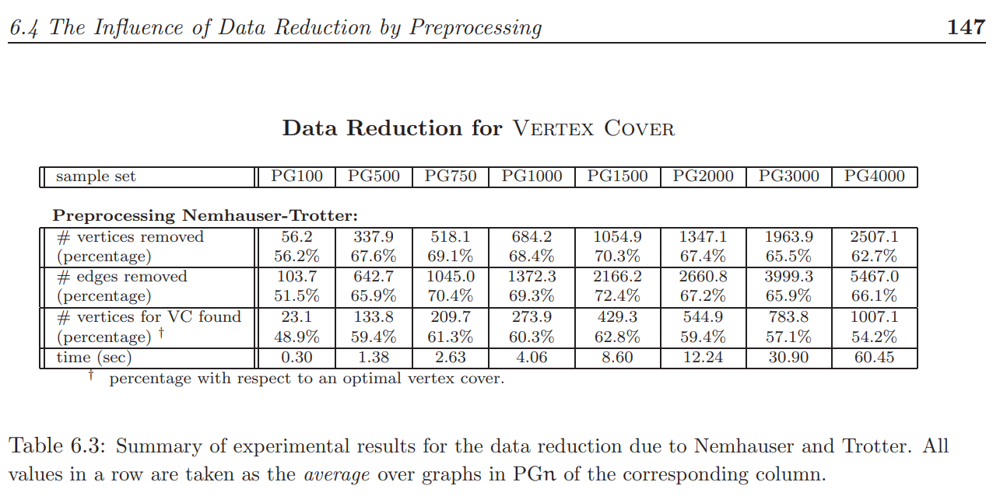 6.4 The Influence of Data Reduction by Preprocessing 147
Data Reduction for VERTEX COVER
sample set PG100 PG500 PG750 PG1000 PG1500 PG2000 PG3000 PG4000
Preprocessing Nemhauser-Trotter:
# vertices removed 56.2 337.9 518.1 684.2 1054.9 1347.1 1963.9 2507.1
(percentage) 56.2% 67.6% 69.1% 68.4% 70.3% 67.4% 65.5% 62.7%
# edges removed 103.7 642.7 1045.0 1372.3 2166.2 2660.8 3999.3 5467.0
(percentage) 51.5% 65.9% 70.4% 69.3% 72.4% 67.2% 65.9% 66.1%
# vertices for VC found 23.1 133.8 209.7 273.9 429.3 544.9 783.8 1007.1
(percentage) † 48.9% 59.4% 61.3% 60.3% 62.8% 59.4% 57.1% 54.2%
time (sec) 0.30 1.38 2.63 4.06 8.60 12.24 30.90 60.45
† percentage with respect to an optimal vertex cover.
Table 6.3: Summary of experimental results for the data reduction due to Nemhauser and Trotter. All
values in a row are taken as the average over graphs in PGn of the corresponding column.